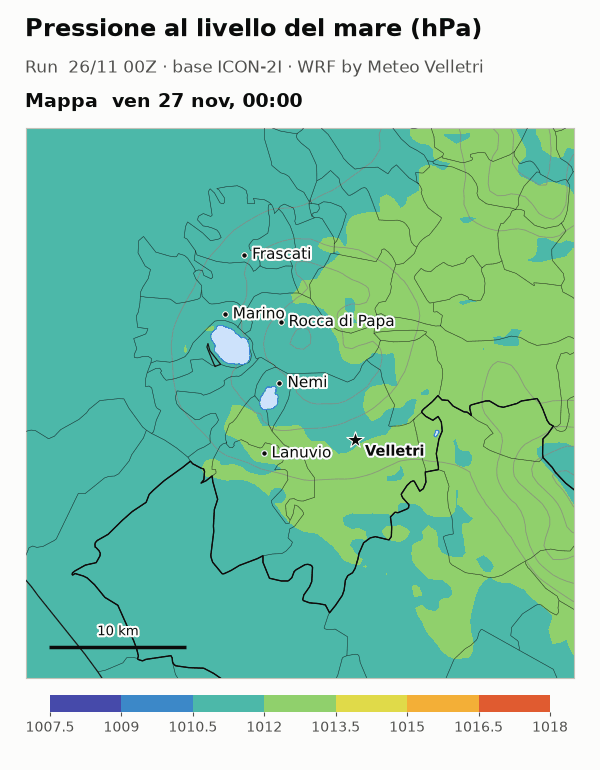 Pressione al livello del mare (hPa)
Run  26/11 00Z · base ICON-2I · WRF by Meteo Velletri
Mappa  ven 27 nov, 00:00
Frascati
Marino
Rocca di Papa
Nemi
Velletri
Lanuvio
10 km
1007.5 1009 1010.5 1012 1013.5 1015 1016.5 1018